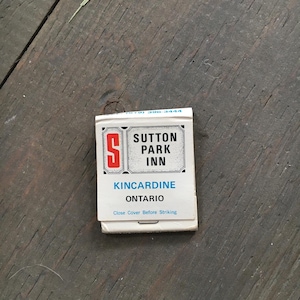 S
SUTTON
PARK
INN
KINCARDINE
ONTARIO
Close Cover Before Striking